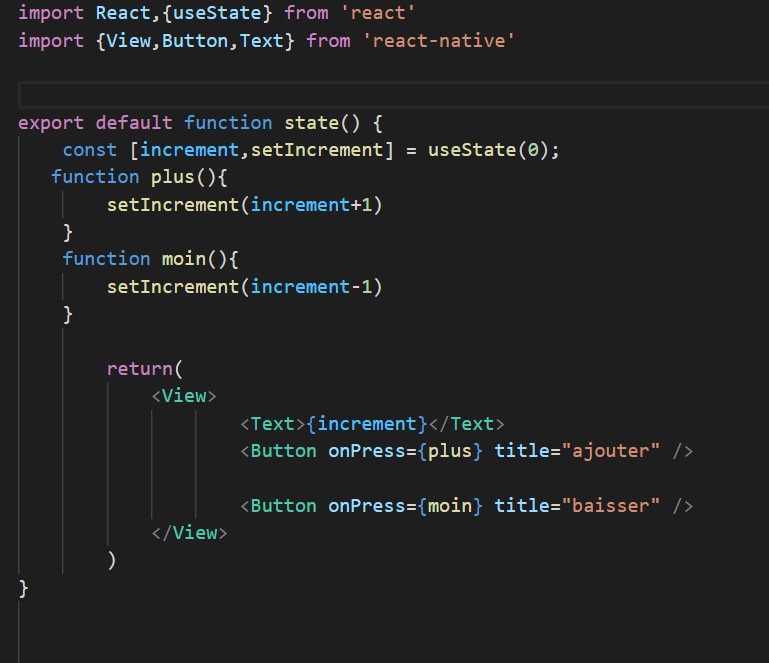 import React,{useState} from 'react'
import {View,Button,Text} from 'react-native'
export default function state() {
const [increment,setIncrement] = useState(0);
function plus(){
setIncrement(increment+1)
}
function moin(){
setIncrement(increment-1)
}
return(
<View>
<Text>{increment}</Text>
<Button onPress={plus} title="ajouter" />
<Button onPress={moin} title="baisser" />
</View>
)
}